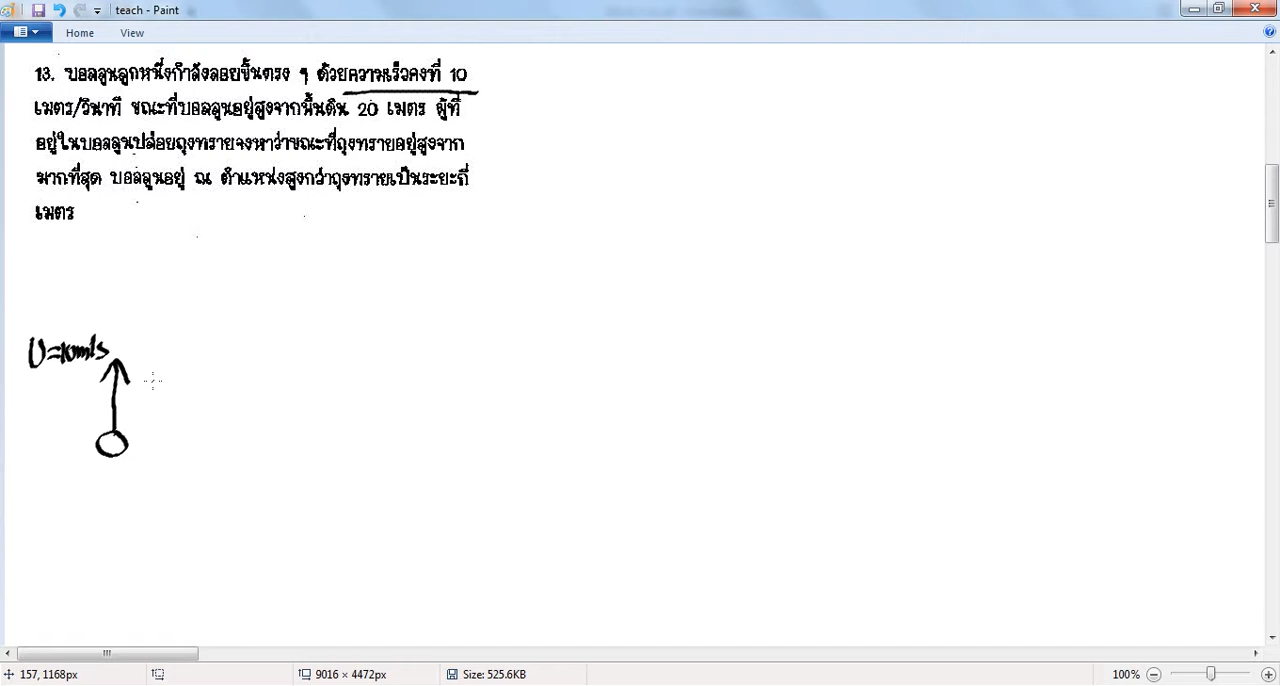 teach - Paint
Home
View
13. บอลลูนลูกหนึ่งกำลังลอยขึ้นตรง ๆ ด้วยความเร็วคงที่ 10
เมตร/วินาที ขณะที่บอลลูนอยู่สูงจากพื้นดิน 20 เมตร ผู้ที่
อยู่ในบอลลูนปล่อยถุงทรายจงหาว่าขณะที่ถุงทรายอยู่สูงจาก
มากที่สุด บอลลูนอยู่ ณ ตำแหน่งสูงกว่าถุงทรายเป็นระยะกี่
เมตร
U=10m/s
157, 1168px
9016 × 4472px
Size: 525.6KB
100%